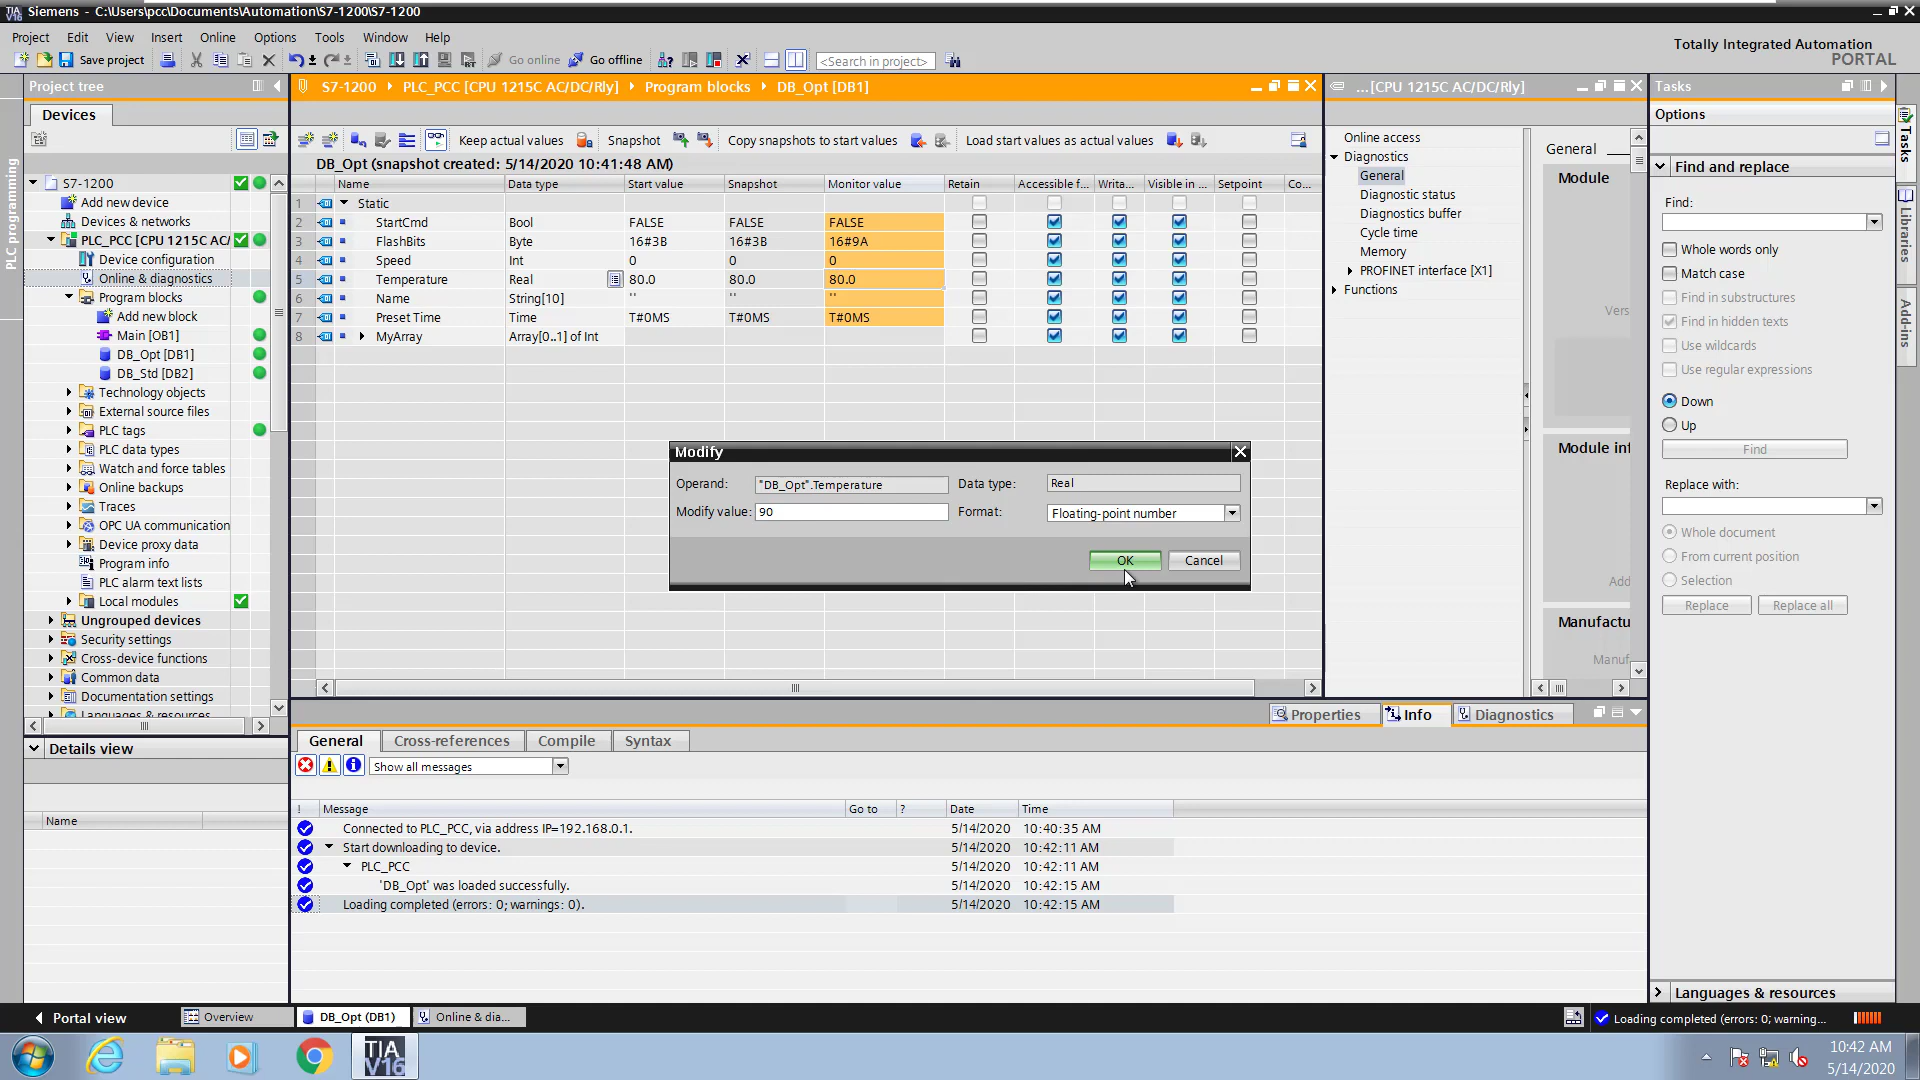 Siemens - C:\Users\pcc\Documents\Automation\S7-1200\S7-1200
Project Edit View Insert Online Options Tools Window Help
Totally Integrated Automation
PORTAL
Save project Go online Go offline <Search in project>
Project tree
S7-1200 PLC_PCC [CPU 1215C AC/DC/Rly] Program blocks DB_Opt [DB1]
...[CPU 1215C AC/DC/Rly]
Tasks
Devices
Options
Keep actual values Snapshot Copy snapshots to start values Load start values as actual values
DB_Opt (snapshot created: 5/14/2020 10:41:48 AM)
Name Data type Start value Snapshot Monitor value Retain Accessible f... Writa... Visible in ... Setpoint Co...
1 Static
2 StartCmd Bool FALSE FALSE FALSE
3 FlashBits Byte 16#3B 16#3B 16#9A
4 Speed Int 0 0 0
5 Temperature Real 80.0 80.0 80.0
6 Name String[10] '' '' ''
7 Preset Time Time T#0MS T#0MS T#0MS
8 MyArray Array[0..1] of Int
PLC programming
S7-1200
Add new device
Devices & networks
PLC_PCC [CPU 1215C AC/
Device configuration
Online & diagnostics
Program blocks
Add new block
Main [OB1]
DB_Opt [DB1]
DB_Std [DB2]
Technology objects
External source files
PLC tags
PLC data types
Watch and force tables
Online backups
Traces
OPC UA communication
Device proxy data
Program info
PLC alarm text lists
Local modules
Ungrouped devices
Security settings
Cross-device functions
Common data
Documentation settings
Languages & resources
Details view
Name
Modify
Operand: "DB_Opt".Temperature Data type: Real
Modify value: 90 Format: Floating-point number
OK Cancel
Online access
Diagnostics
General
Diagnostic status
Diagnostics buffer
Cycle time
Memory
PROFINET interface [X1]
Functions
General
Module
Vers
Module inf
Add
Manufactu
Manuf
Find and replace
Find:
Whole words only
Match case
Find in substructures
Find in hidden texts
Use wildcards
Use regular expressions
Down
Up
Find
Replace with:
Whole document
From current position
Selection
Replace Replace all
Languages & resources
Tasks
Libraries
Add-ins
Properties Info Diagnostics
General Cross-references Compile Syntax
Show all messages
! Message Go to ? Date Time
Connected to PLC_PCC, via address IP=192.168.0.1. 5/14/2020 10:40:35 AM
Start downloading to device. 5/14/2020 10:42:11 AM
PLC_PCC 5/14/2020 10:42:11 AM
'DB_Opt' was loaded successfully. 5/14/2020 10:42:15 AM
Loading completed (errors: 0; warnings: 0). 5/14/2020 10:42:15 AM
Portal view Overview DB_Opt (DB1) Online & dia... Loading completed (errors: 0; warning...
TIA
V16
10:42 AM
5/14/2020